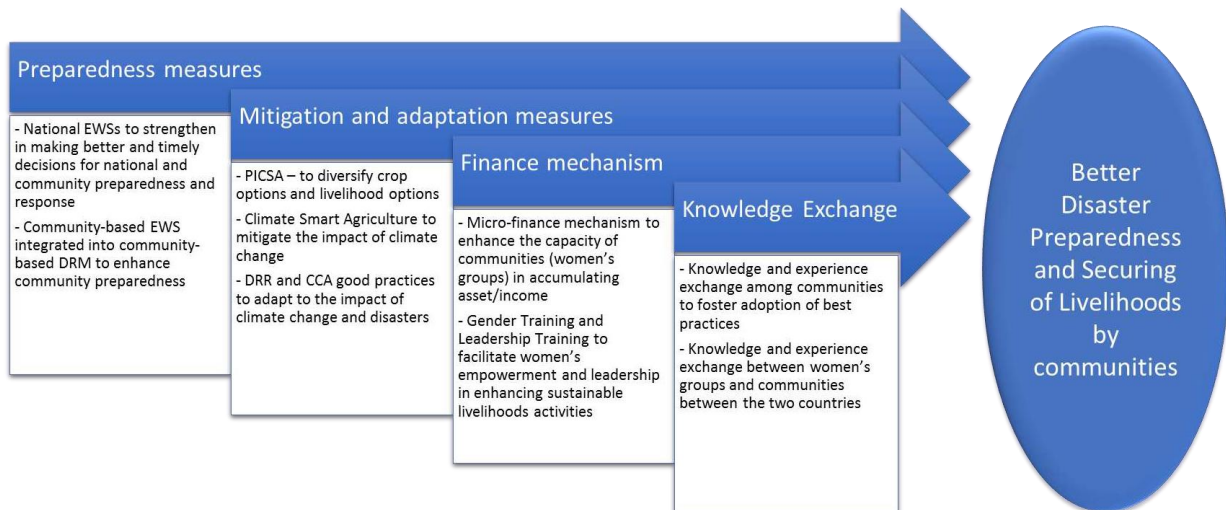 Preparedness measures
- National EWSs to strengthen
in making better and timely
decisions for national and
community preparedness and
response
- Community-based EWS
integrated into community-
based DRM to enhance
community preparedness
Mitigation and adaptation measures
- PICSA – to diversify crop
options and livelihood options
- Climate Smart Agriculture to
mitigate the impact of climate
change
- DRR and CCA good practices
to adapt to the impact of
climate change and disasters
Finance mechanism
- Micro-finance mechanism to
enhance the capacity of
communities (women’s
groups) in accumulating
asset/income
- Gender Training and
Leadership Training to
facilitate women’s
empowerment and leadership
in enhancing sustainable
livelihoods activities
Knowledge Exchange
- Knowledge and experience
exchange among communities
to foster adoption of best
practices
- Knowledge and experience
exchange between women’s
groups and communities
between the two countries
Better
Disaster
Preparedness
and Securing
of Livelihoods
by
communities